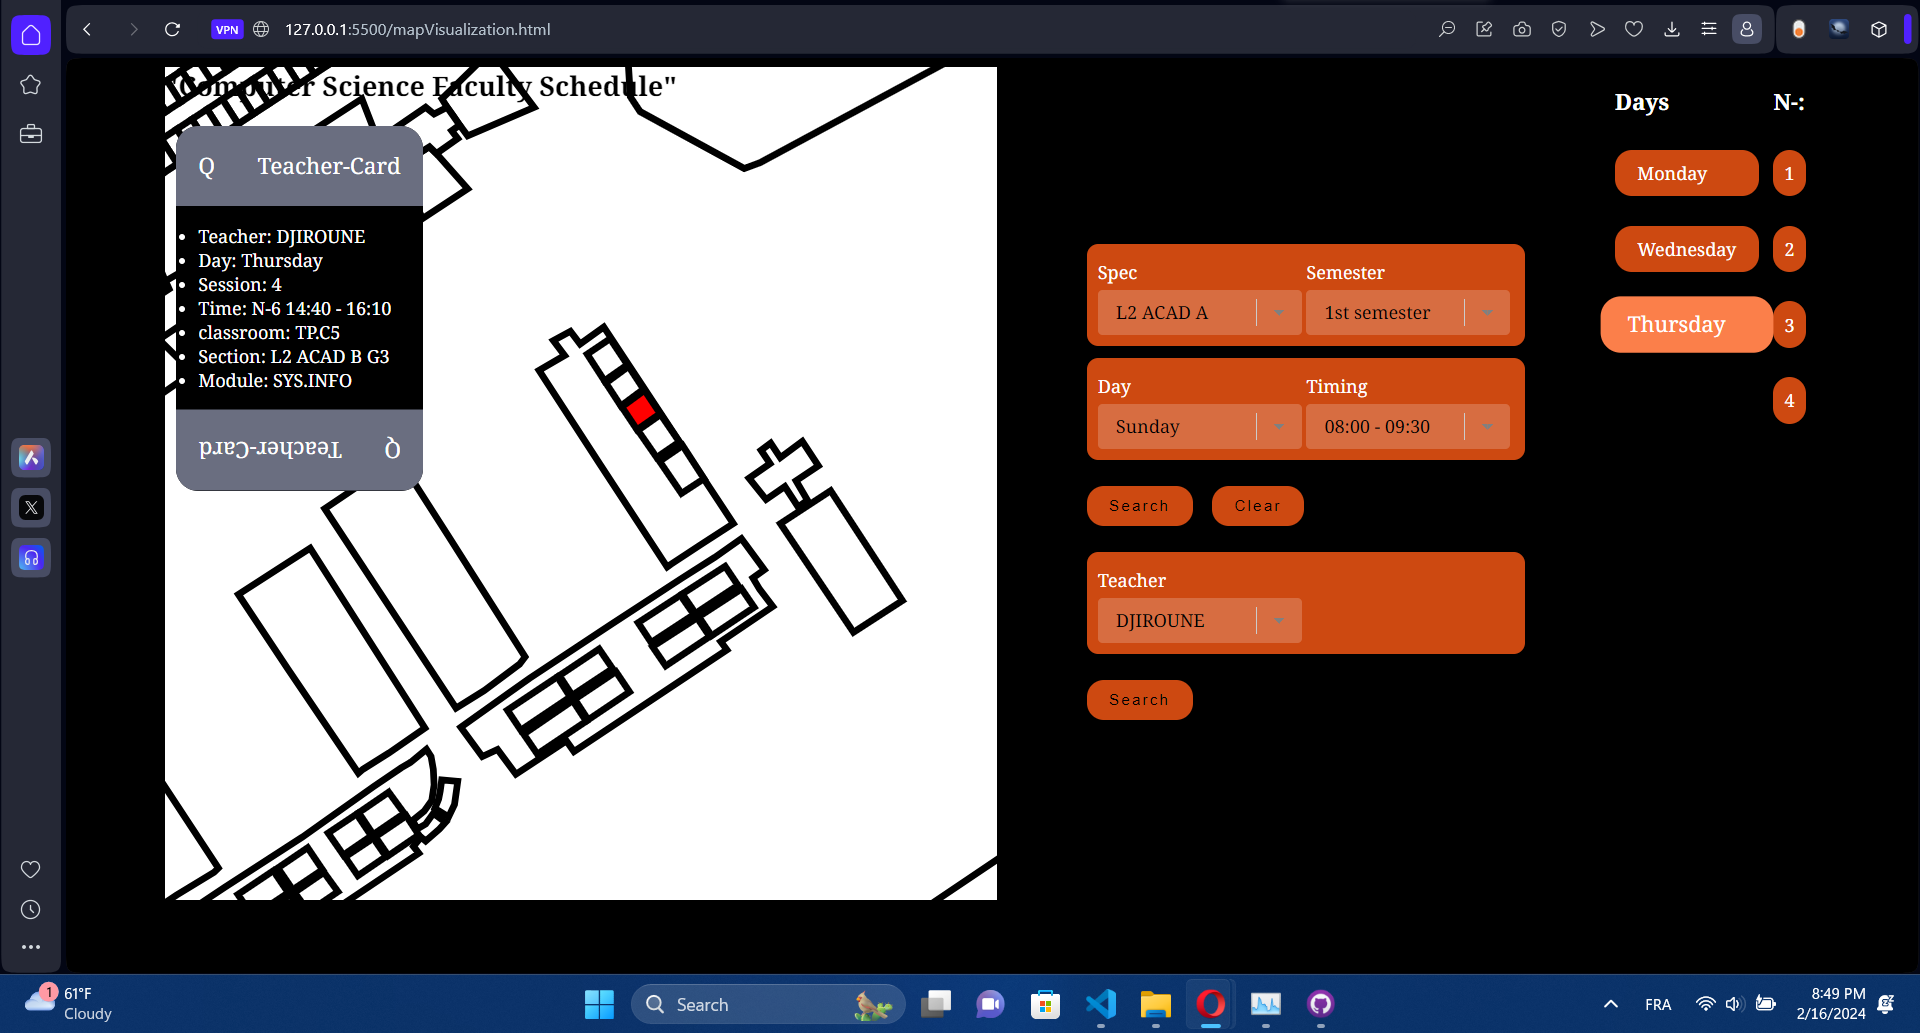 VPN
127.0.0.1:5500/mapVisualization.html
"Computer Science Faculty Schedule"
Q Teacher-Card
Teacher: DJIROUNE
Day: Thursday
Session: 4
Time: N-6 14:40 - 16:10
classroom: TP.C5
Section: L2 ACAD B G3
Module: SYS.INFO
Q Teacher-Card
Spec Semester
L2 ACAD A 1st semester
Day Timing
Sunday 08:00 - 09:30
Search Clear
Teacher
DJIROUNE
Search
Days N-:
Monday 1
Wednesday 2
Thursday 3
4
1
61°F
Cloudy
Search
FRA
8:49 PM
2/16/2024